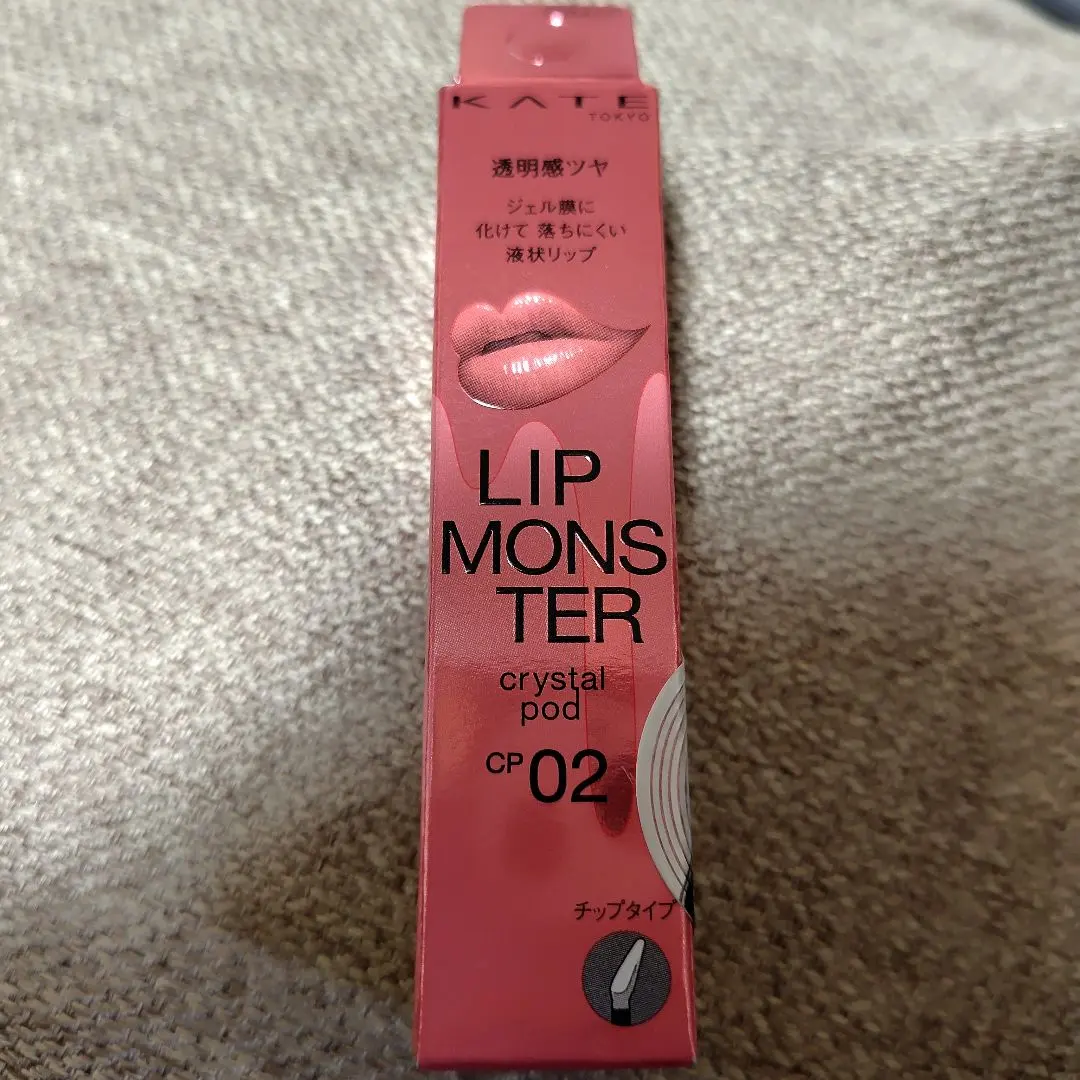 KATE
TOKYO
透明感ツヤ
ジェル膜に
化けて 落ちにくい
液状リップ
LIP
MONS
TER
crystal
pod
CP 02
チップタイプ